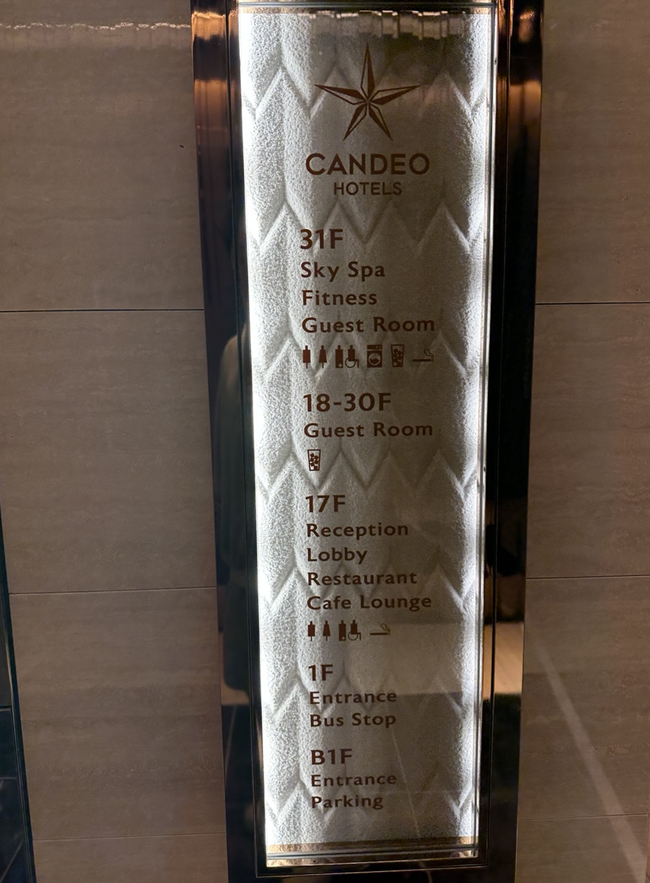 CANDEO
HOTELS
31F
Sky Spa
Fitness
Guest Room
18-30F
Guest Room
17F
Reception
Lobby
Restaurant
Cafe Lounge
1F
Entrance
Bus Stop
B1F
Entrance
Parking